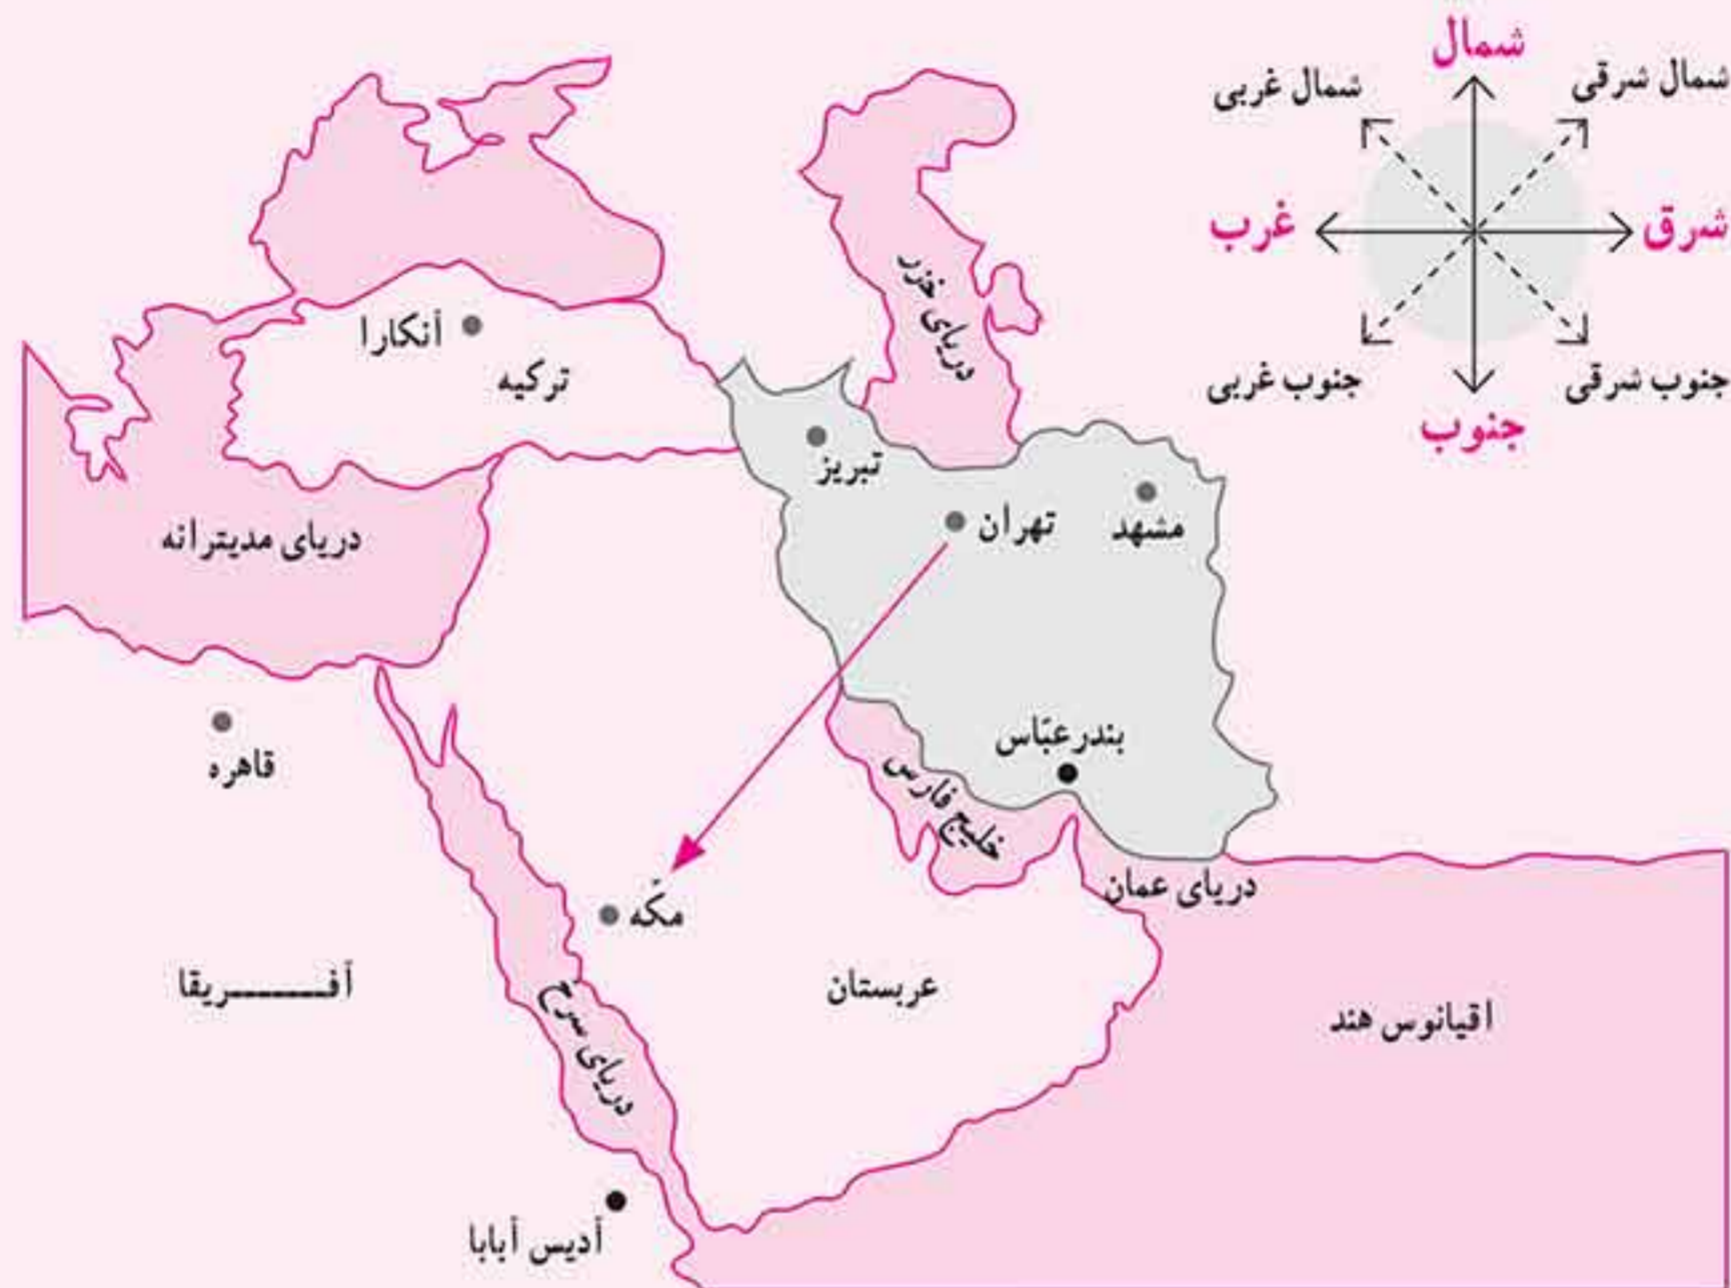 شمال
شمال غربی
شمال شرقی
غرب
شرق
جنوب غربی
جنوب شرقی
جنوب
دریای خزر
آنکارا
ترکیه
تبریز
تهران
مشهد
دریای مدیترانه
قاهره
بندرعبّاس
خلیج فارس
دریای عمان
مکّه
آفـــــریقا
عربستان
اقیانوس هند
دریای سرخ
آدیس آبابا